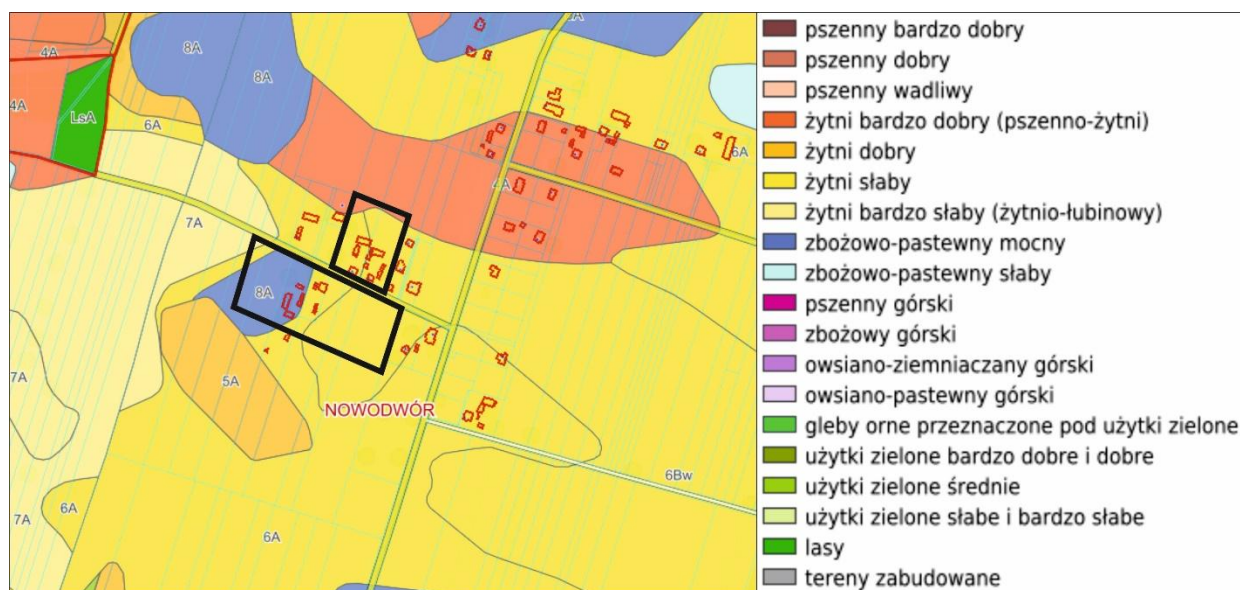 8A
4A
8A
4A
LsA
6A
6A
4A
7A
8A
5A
7A
NOWODWÓR
6Bw
6A
7A
6A
pszenny bardzo dobry
pszenny dobry
pszenny wadliwy
żytni bardzo dobry (pszenno-żytni)
żytni dobry
żytni słaby
żytni bardzo słaby (żytnio-łubinowy)
zbożowo-pastewny mocny
zbożowo-pastewny słaby
pszenny górski
zbożowy górski
owsiano-ziemniaczany górski
owsiano-pastewny górski
gleby orne przeznaczone pod użytki zielone
użytki zielone bardzo dobre i dobre
użytki zielone średnie
użytki zielone słabe i bardzo słabe
lasy
tereny zabudowane